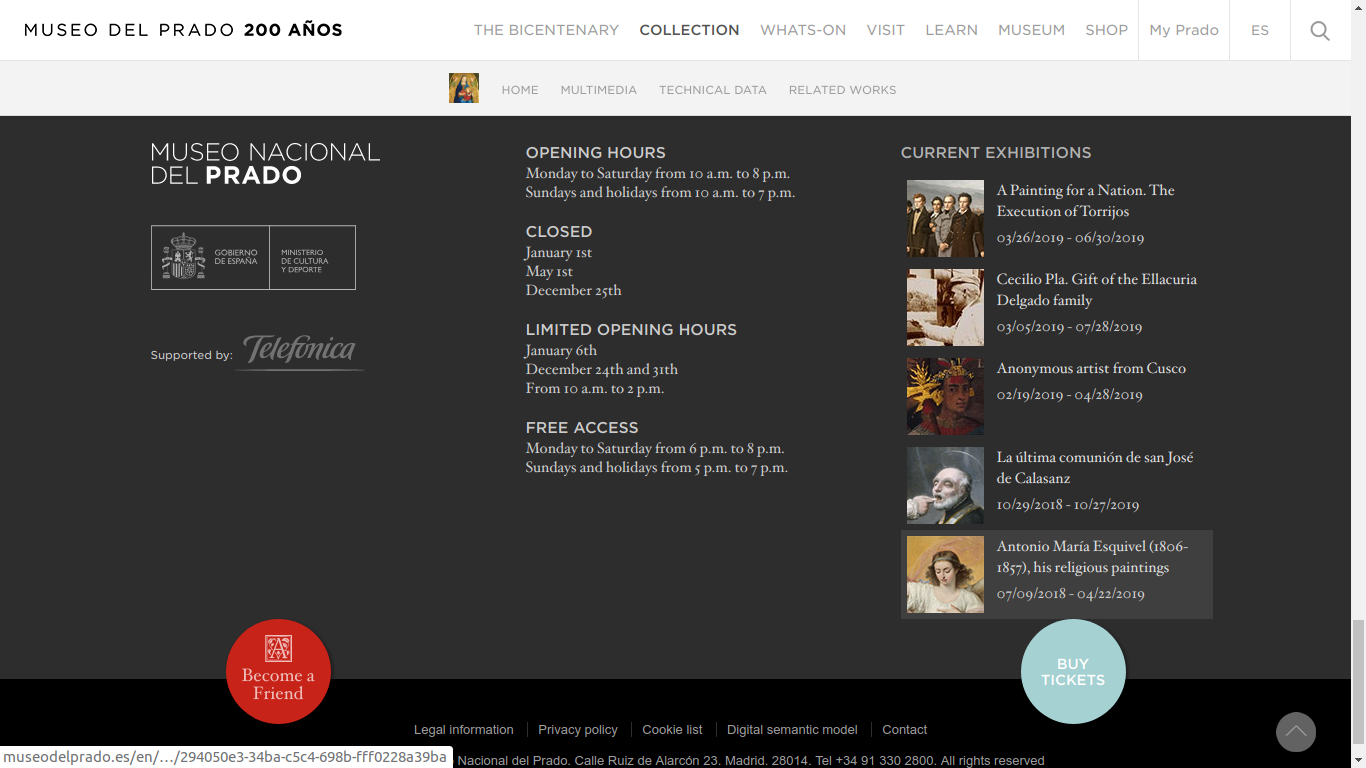 MUSEO DEL PRADO 200 AÑOS
THE BICENTENARY
COLLECTION
WHATS-ON
VISIT
LEARN
MUSEUM
SHOP
My Prado
ES
HOME
MULTIMEDIA
TECHNICAL DATA
RELATED WORKS
MUSEO NACIONAL
DEL PRADO
GOBIERNO
DE ESPAÑA
MINISTERIO
DE CULTURA
Y DEPORTE
Supported by: Telefónica
OPENING HOURS
Monday to Saturday from 10 a.m. to 8 p.m.
Sundays and holidays from 10 a.m. to 7 p.m.
CLOSED
January 1st
May 1st
December 25th
LIMITED OPENING HOURS
January 6th
December 24th and 31th
From 10 a.m. to 2 p.m.
FREE ACCESS
Monday to Saturday from 6 p.m. to 8 p.m.
Sundays and holidays from 5 p.m. to 7 p.m.
CURRENT EXHIBITIONS
A Painting for a Nation. The
Execution of Torrijos
03/26/2019 - 06/30/2019
Cecilio Pla. Gift of the Ellacuria
Delgado family
03/05/2019 - 07/28/2019
Anonymous artist from Cusco
02/19/2019 - 04/28/2019
La última comunión de san José
de Calasanz
10/29/2018 - 10/27/2019
Antonio María Esquivel (1806-
1857), his religious paintings
07/09/2018 - 04/22/2019
Become a
Friend
BUY
TICKETS
Legal information
Privacy policy
Cookie list
Digital semantic model
Contact
museodelprado.es/en/…/294050e3-34ba-c5c4-698b-fff0228a39ba
Nacional del Prado. Calle Ruiz de Alarcón 23. Madrid. 28014. Tel +34 91 330 2800. All rights reserved